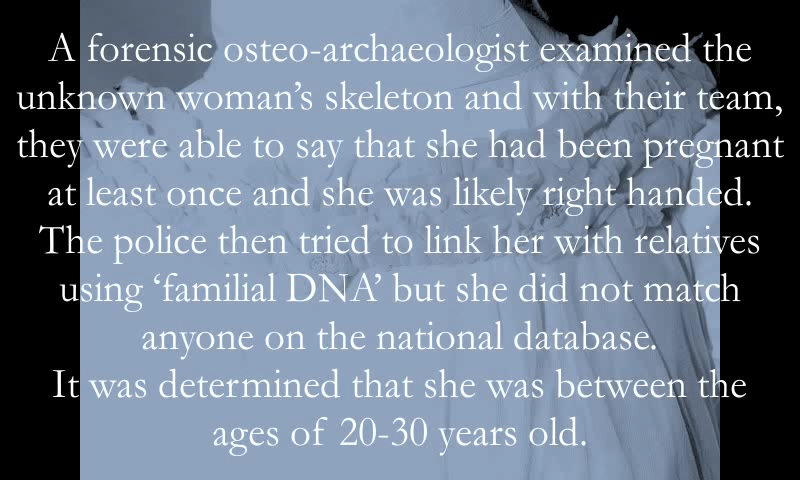 A forensic osteo-archaeologist examined the
unknown woman’s skeleton and with their team,
they were able to say that she had been pregnant
at least once and she was likely right handed.
The police then tried to link her with relatives
using ‘familial DNA’ but she did not match
anyone on the national database.
It was determined that she was between the
ages of 20-30 years old.